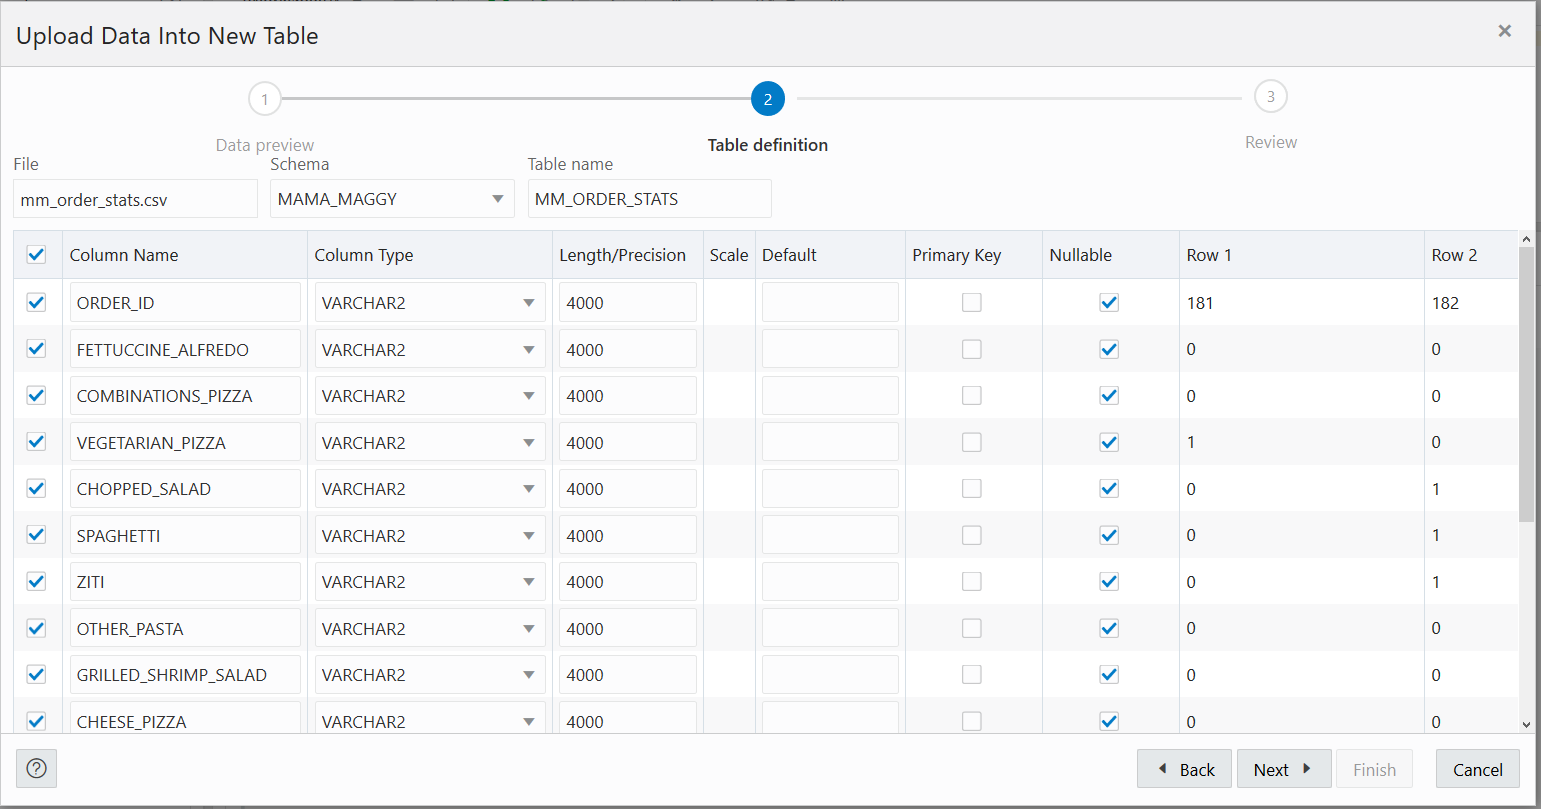 Upload Data Into New Table
1
2
3
Data preview
Table definition
Review
File
Schema
Table name
mm_order_stats.csv
MAMA_MAGGY
MM_ORDER_STATS
Column Name Column Type Length/Precision Scale Default Primary Key Nullable Row 1 Row 2
ORDER_ID VARCHAR2 4000 181 182
FETTUCCINE_ALFREDO VARCHAR2 4000 0 0
COMBINATIONS_PIZZA VARCHAR2 4000 0 0
VEGETARIAN_PIZZA VARCHAR2 4000 1 0
CHOPPED_SALAD VARCHAR2 4000 0 1
SPAGHETTI VARCHAR2 4000 0 1
ZITI VARCHAR2 4000 0 1
OTHER_PASTA VARCHAR2 4000 0 0
GRILLED_SHRIMP_SALAD VARCHAR2 4000 0 0
CHEESE_PIZZA VARCHAR2 4000 0 0
? Back Next Finish Cancel